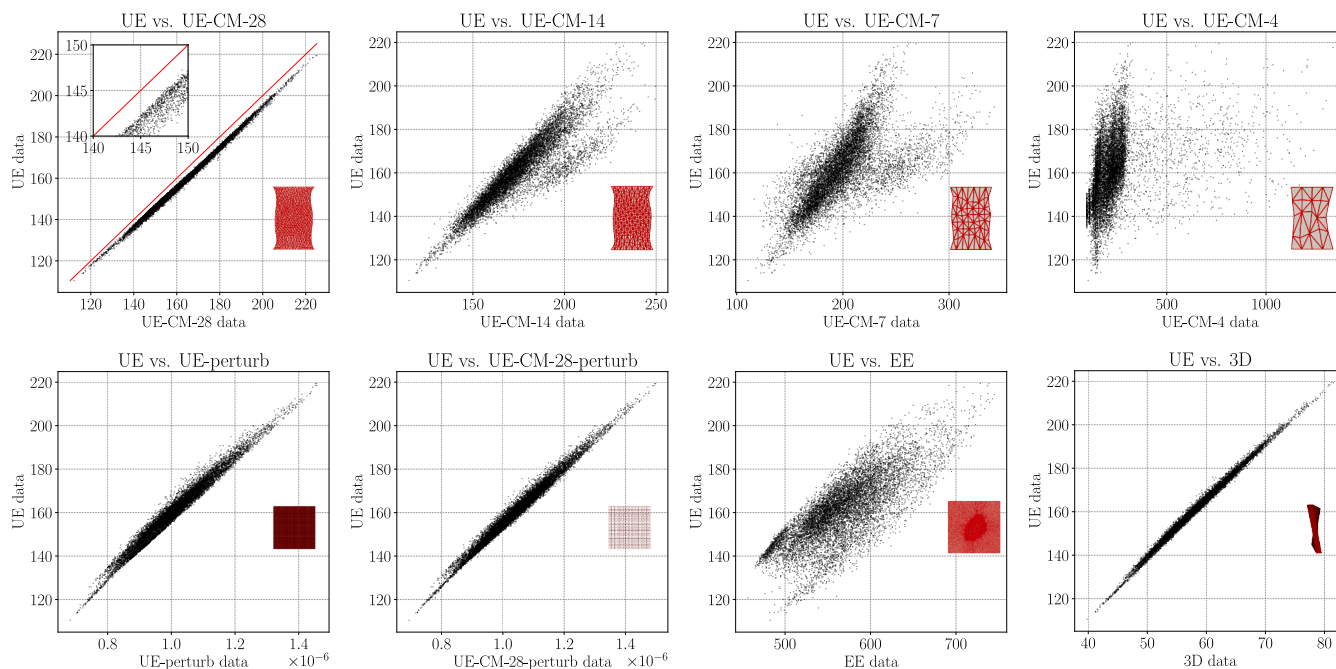 UE vs. UE-CM-28
UE data
220
200
180
160
140
120
150
145
140
140 145 150
120 140 160 180 200 220
UE-CM-28 data
UE vs. UE-CM-14
UE data
220
200
180
160
140
120
150 200 250
UE-CM-14 data
UE vs. UE-CM-7
UE data
220
200
180
160
140
120
100 200 300
UE-CM-7 data
UE vs. UE-CM-4
UE data
220
200
180
160
140
120
500 1000
UE-CM-4 data
UE vs. UE-perturb
UE data
220
200
180
160
140
120
0.8 1.0 1.2 1.4
UE-perturb data ×10⁻⁶
UE vs. UE-CM-28-perturb
UE data
220
200
180
160
140
120
0.8 1.0 1.2 1.4
UE-CM-28-perturb data ×10⁻⁶
UE vs. EE
UE data
220
200
180
160
140
120
500 600 700
EE data
UE vs. 3D
UE data
220
200
180
160
140
120
40 50 60 70 80
3D data